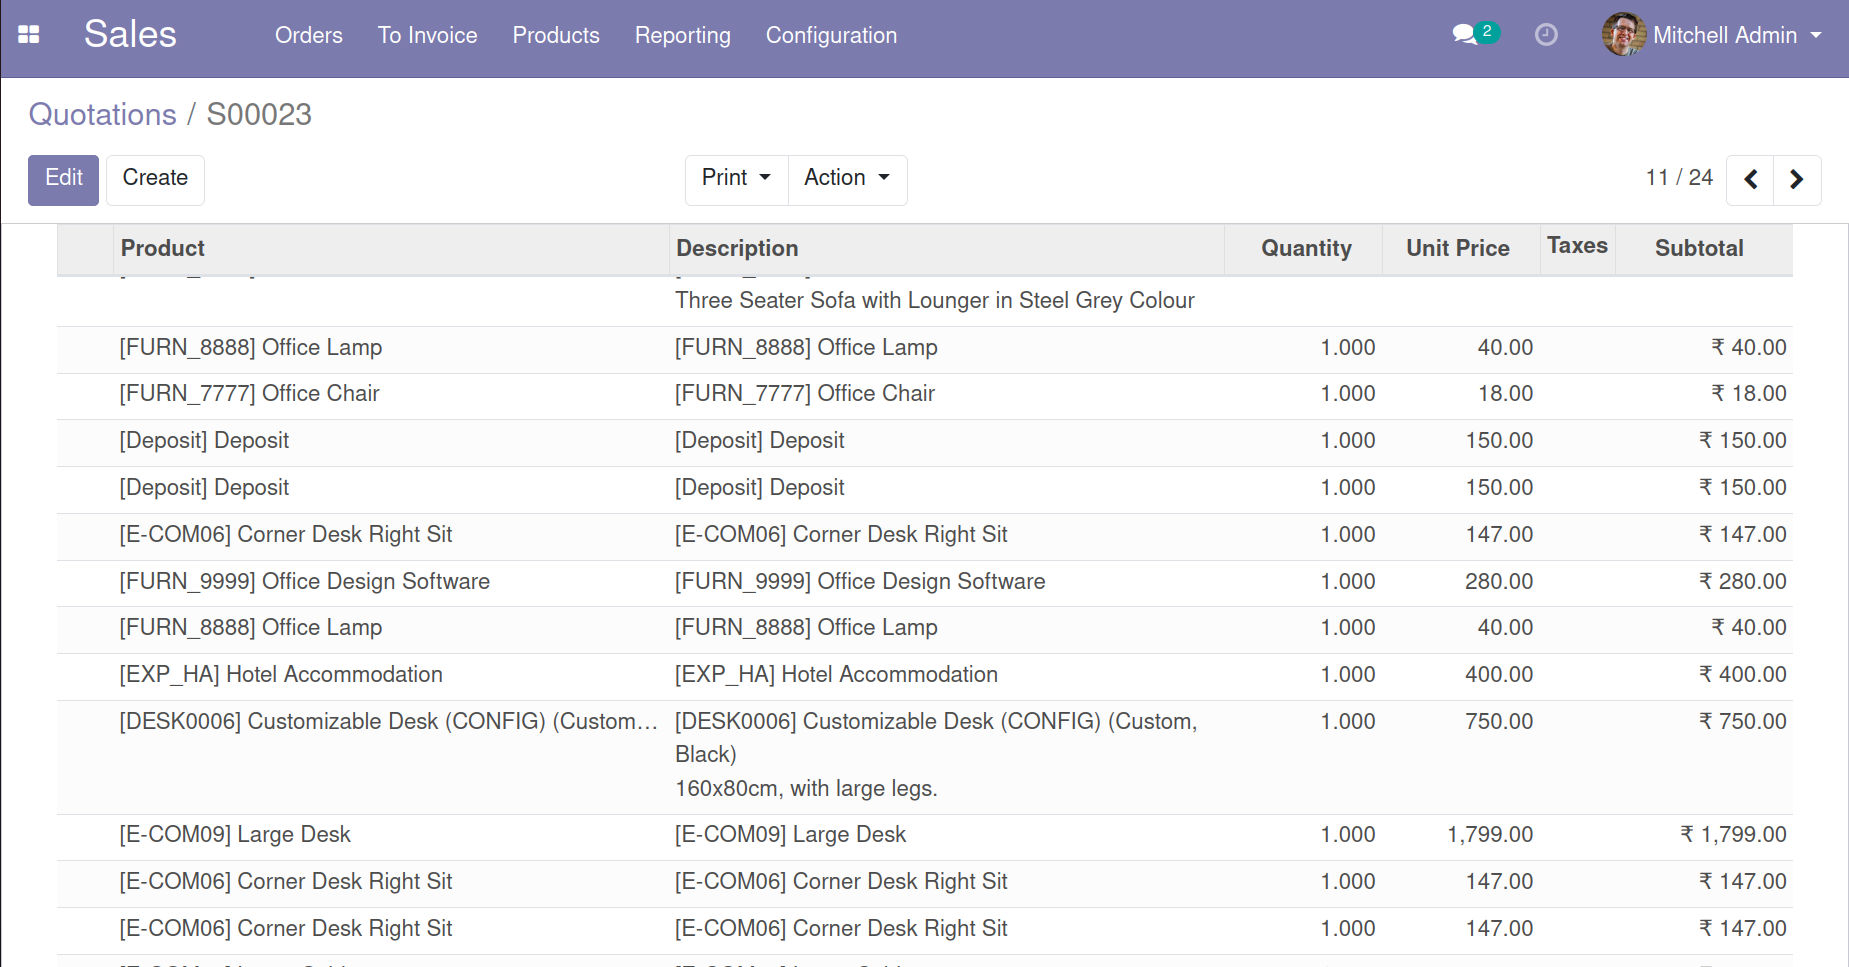 Sales Orders To Invoice Products Reporting Configuration 2 Mitchell Admin
Quotations / S00023
Edit Create Print Action 11 / 24
Product Description Quantity Unit Price Taxes Subtotal
Three Seater Sofa with Lounger in Steel Grey Colour
[FURN_8888] Office Lamp [FURN_8888] Office Lamp 1.000 40.00 ₹ 40.00
[FURN_7777] Office Chair [FURN_7777] Office Chair 1.000 18.00 ₹ 18.00
[Deposit] Deposit [Deposit] Deposit 1.000 150.00 ₹ 150.00
[Deposit] Deposit [Deposit] Deposit 1.000 150.00 ₹ 150.00
[E-COM06] Corner Desk Right Sit [E-COM06] Corner Desk Right Sit 1.000 147.00 ₹ 147.00
[FURN_9999] Office Design Software [FURN_9999] Office Design Software 1.000 280.00 ₹ 280.00
[FURN_8888] Office Lamp [FURN_8888] Office Lamp 1.000 40.00 ₹ 40.00
[EXP_HA] Hotel Accommodation [EXP_HA] Hotel Accommodation 1.000 400.00 ₹ 400.00
[DESK0006] Customizable Desk (CONFIG) (Custom… [DESK0006] Customizable Desk (CONFIG) (Custom, 1.000 750.00 ₹ 750.00
Black)
160x80cm, with large legs.
[E-COM09] Large Desk [E-COM09] Large Desk 1.000 1,799.00 ₹ 1,799.00
[E-COM06] Corner Desk Right Sit [E-COM06] Corner Desk Right Sit 1.000 147.00 ₹ 147.00
[E-COM06] Corner Desk Right Sit [E-COM06] Corner Desk Right Sit 1.000 147.00 ₹ 147.00